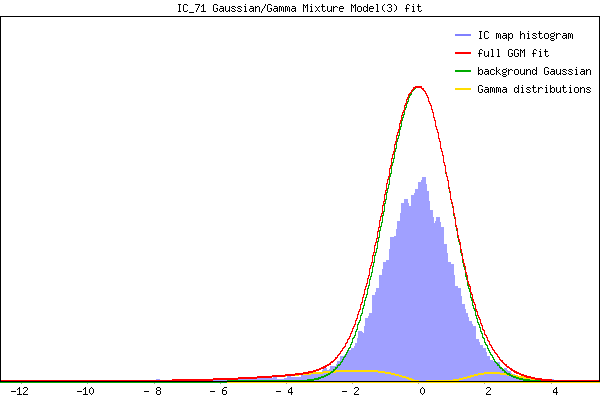 IC_71 Gaussian/Gamma Mixture Model(3) fit
IC map histogram
full GGM fit
background Gaussian
Gamma distributions
-12 -10 -8 -6 -4 -2 0 2 4